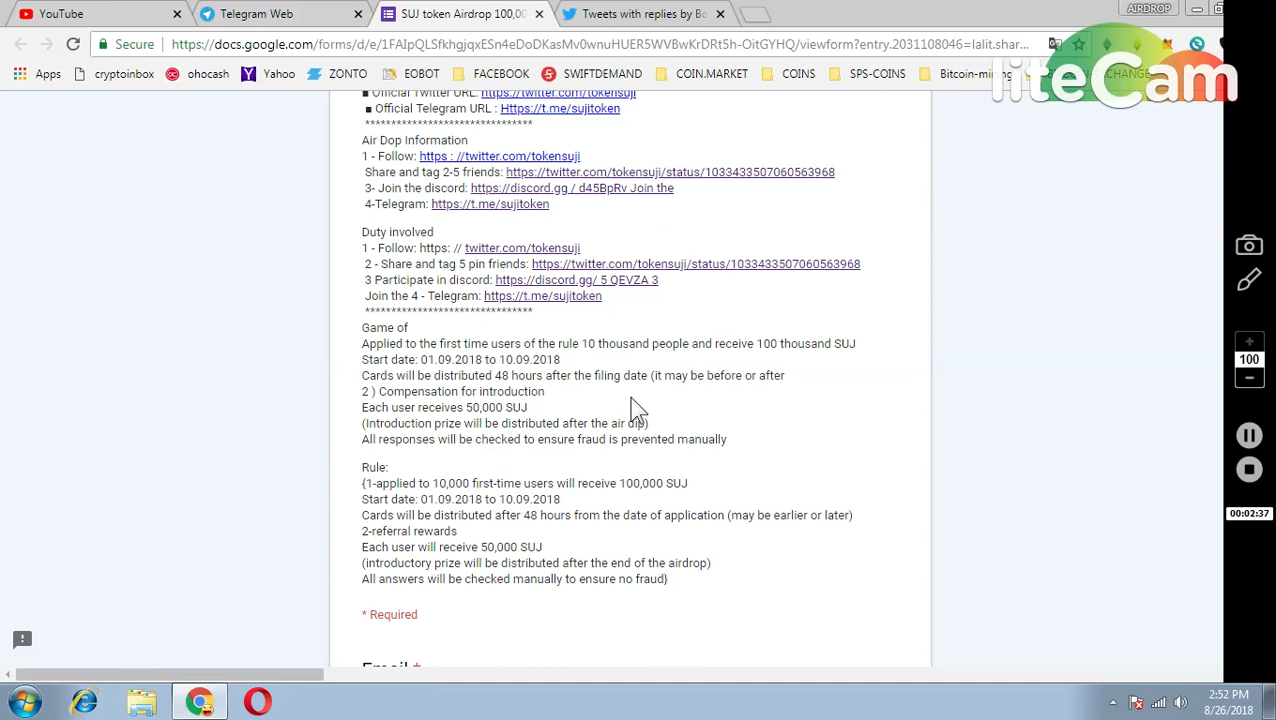 YouTube
Telegram Web
SUJ token Airdrop 100,0
Tweets with replies by
AIRDROP
Secure
https://docs.google.com/forms/d/e/1FAI
viewform?entry.2031108041=lalit.shar...
Apps
cryptoinbox
ohocash
Yahoo
ZONTO
EOBOT
FACEBOOK
SWIFTDEMAND
COIN.MARKET
COINS
SPS-COINS
Bitcoin-mining
liteCam
■ Official Twitter URL: https://twitter.com/tokensuji
■ Official Telegram URL : Https://t.me/sujitoken
*********************************
Air Dop Information
1 - Follow: https : //twitter.com/tokensuji
Share and tag 2-5 friends: https://twitter.com/tokensuji/status/1033433507060563968
3- Join the discord: https://discord.gg / d45BpRv Join the
4-Telegram: https://t.me/sujitoken
Duty involved
1 - Follow: https: // twitter.com/tokensuji
2 - Share and tag 5 pin friends: https://twitter.com/tokensuji/status/1033433507060563968
3 Participate in discord: https://discord.gg/ 5 QEVZA 3
Join the 4 - Telegram: https://t.me/sujitoken
*********************************
Game of
Applied to the first time users of the rule 10 thousand people and receive 100 thousand SUJ
Start date: 01.09.2018 to 10.09.2018
Cards will be distributed 48 hours after the filing date (it may be before or after
2 ) Compensation for introduction
Each user receives 50,000 SUJ
(Introduction prize will be distributed after the air dip)
All responses will be checked to ensure fraud is prevented manually
Rule:
{1-applied to 10,000 first-time users will receive 100,000 SUJ
Start date: 01.09.2018 to 10.09.2018
Cards will be distributed after 48 hours from the date of application (may be earlier or later)
2-referral rewards
Each user will receive 50,000 SUJ
(introductory prize will be distributed after the end of the airdrop)
All answers will be checked manually to ensure no fraud}
* Required
Email *
100
00:02:37
2:52 PM
8/26/2018